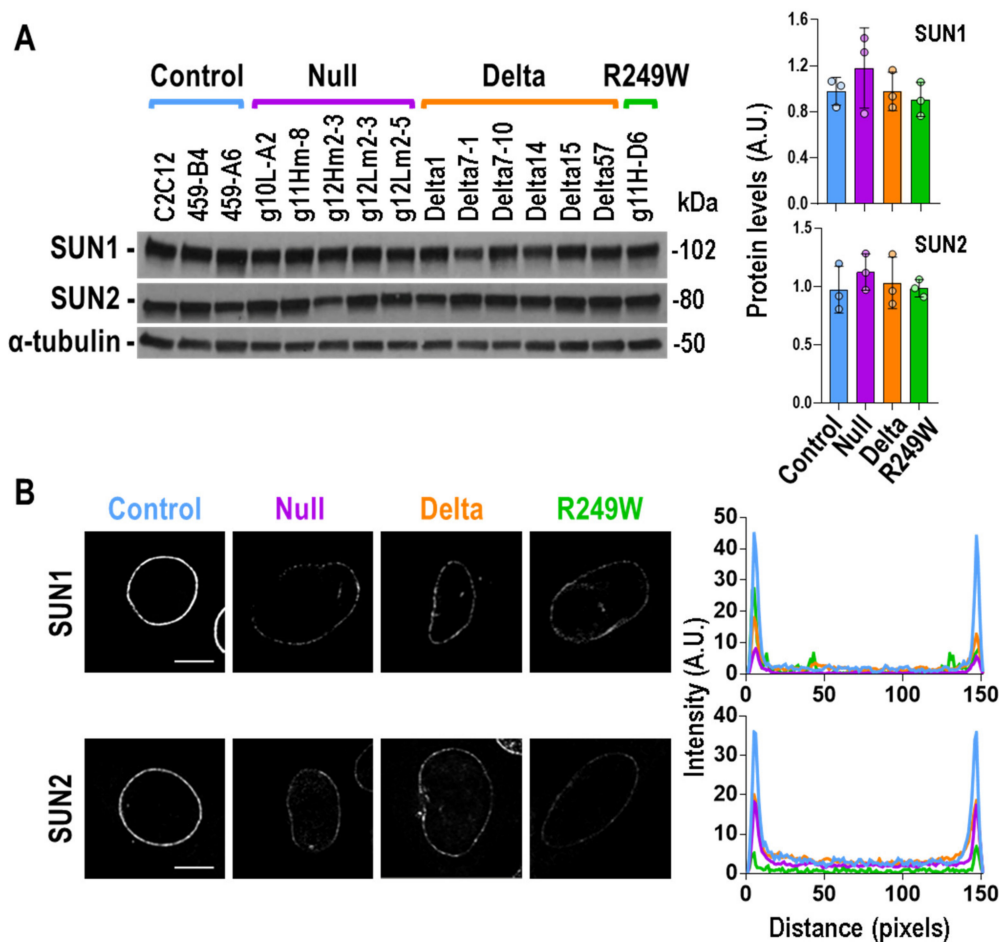 A
Control Null Delta R249W
C2C12 459-B4 459-A6 g10L-A2 g11Hm-8 g12Hm2-3 g12Lm2-3 g12Lm2-5 Delta1 Delta7-1 Delta7-10 Delta14 Delta15 Delta57 g11H-D6
kDa
SUN1 - -102
SUN2 - -80
α-tubulin - -50
Protein levels (A.U.)
SUN1
1.6
1.2
0.8
0.4
0.0
SUN2
1.5
1.0
0.5
0.0
Control Null Delta R249W
B
Control Null Delta R249W
SUN1
SUN2
Intensity (A.U.)
50
40
30
20
10
0
0 50 100 150
40
30
20
10
0
0 50 100 150
Distance (pixels)